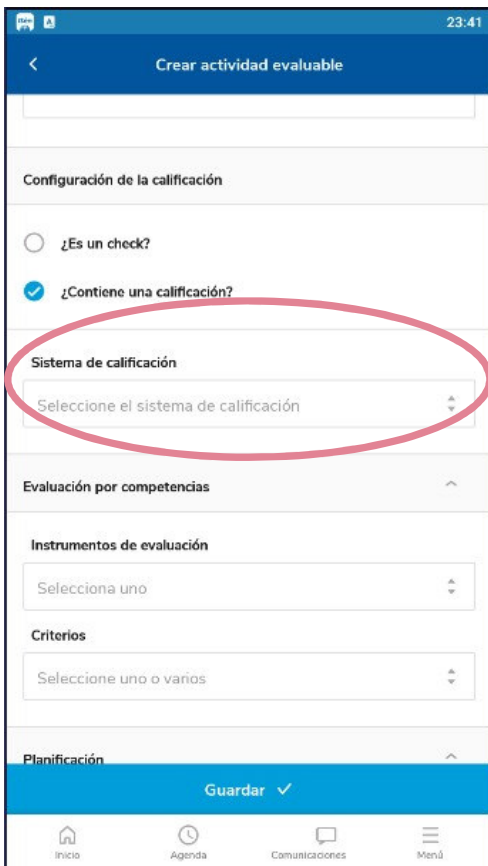 23:41
Crear actividad evaluable
Configuración de la calificación
¿Es un check?
¿Contiene una calificación?
Sistema de calificación
Seleccione el sistema de calificación
Evaluación por competencias
Instrumentos de evaluación
Selecciona uno
Criterios
Seleccione uno o varios
Planificación
Guardar
Inicio
Agenda
Comunicaciones
Menú